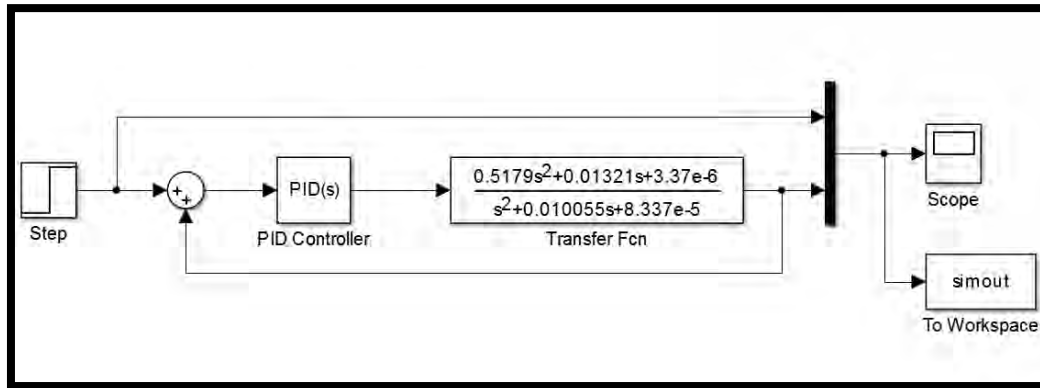 Step
+
+
PID(s)
PID Controller
0.5179s²+0.01321s+3.37e-6
s²+0.010055s+8.337e-5
Transfer Fcn
Scope
simout
To Workspace